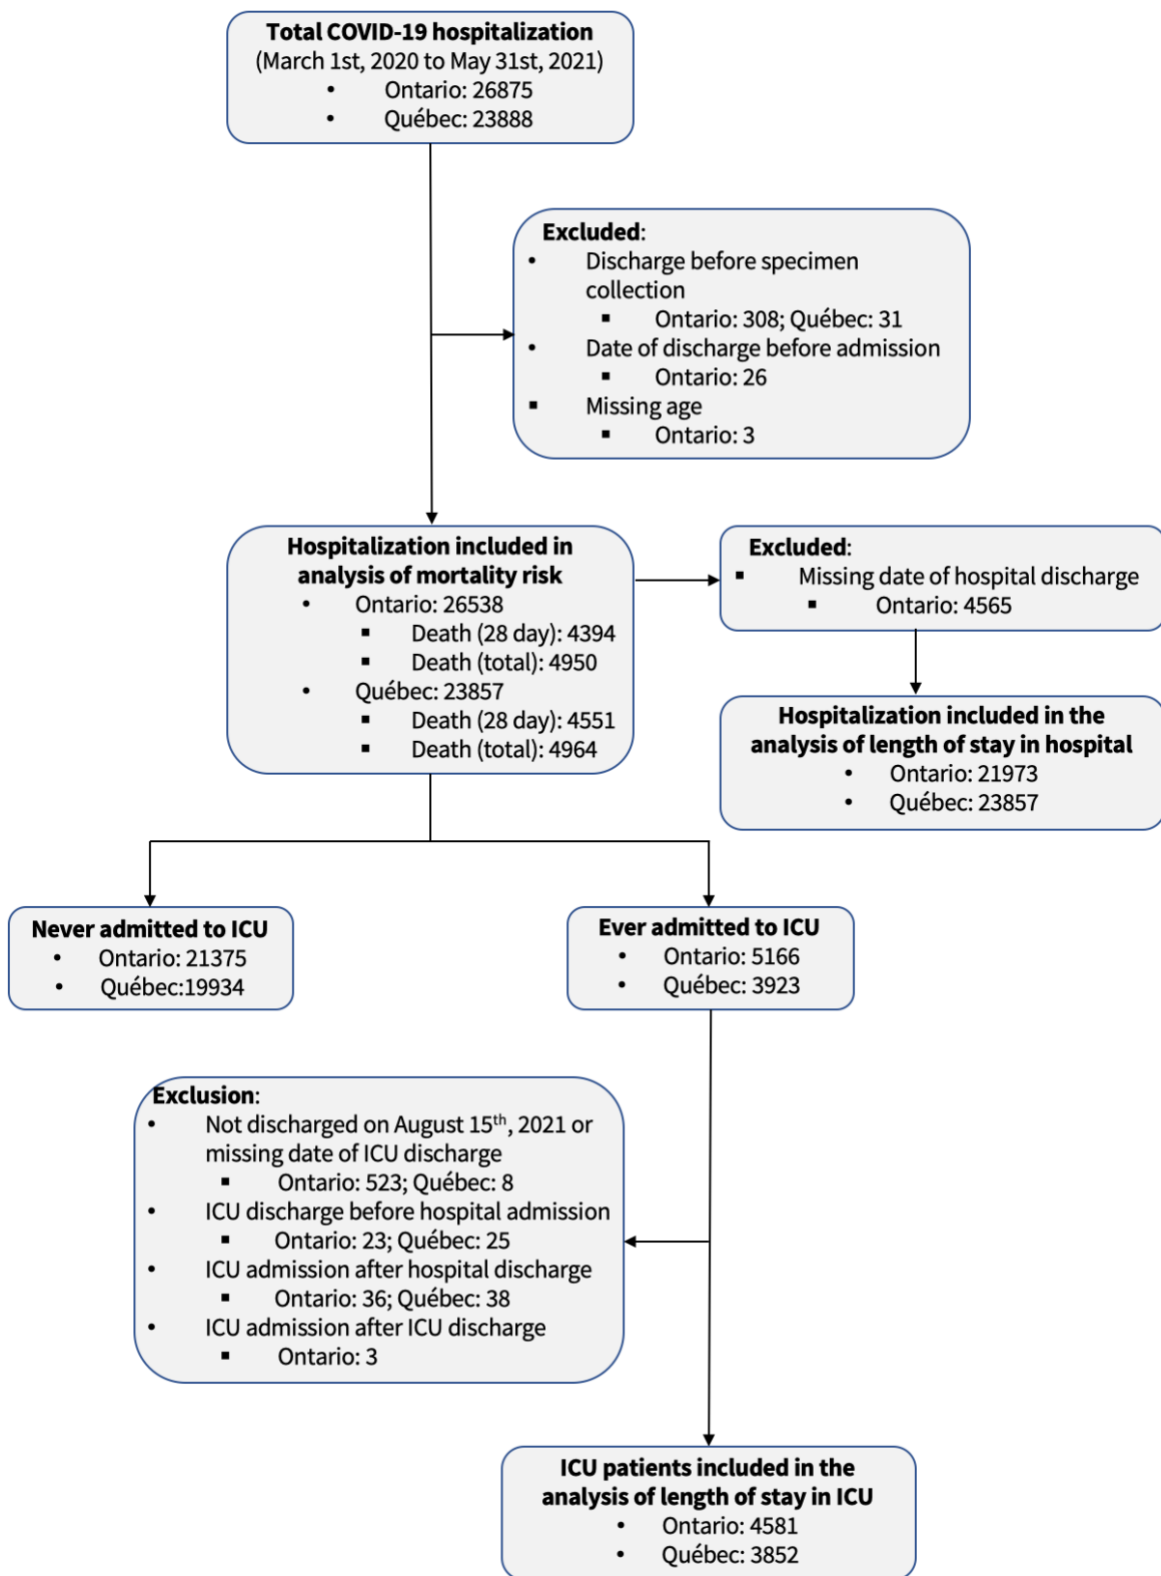 Total COVID-19 hospitalization
(March 1st, 2020 to May 31st, 2021)
• Ontario: 26875
• Québec: 23888
Excluded:
• Discharge before specimen
collection
▪ Ontario: 308; Québec: 31
• Date of discharge before admission
▪ Ontario: 26
▪ Missing age
▪ Ontario: 3
Hospitalization included in
analysis of mortality risk
• Ontario: 26538
▪ Death (28 day): 4394
▪ Death (total): 4950
• Québec: 23857
▪ Death (28 day): 4551
▪ Death (total): 4964
Excluded:
▪ Missing date of hospital discharge
▪ Ontario: 4565
Hospitalization included in the
analysis of length of stay in hospital
• Ontario: 21973
• Québec: 23857
Never admitted to ICU
• Ontario: 21375
• Québec:19934
Ever admitted to ICU
• Ontario: 5166
• Québec: 3923
Exclusion:
• Not discharged on August 15th, 2021 or
missing date of ICU discharge
▪ Ontario: 523; Québec: 8
• ICU discharge before hospital admission
▪ Ontario: 23; Québec: 25
• ICU admission after hospital discharge
▪ Ontario: 36; Québec: 38
• ICU admission after ICU discharge
▪ Ontario: 3
ICU patients included in the
analysis of length of stay in ICU
• Ontario: 4581
• Québec: 3852